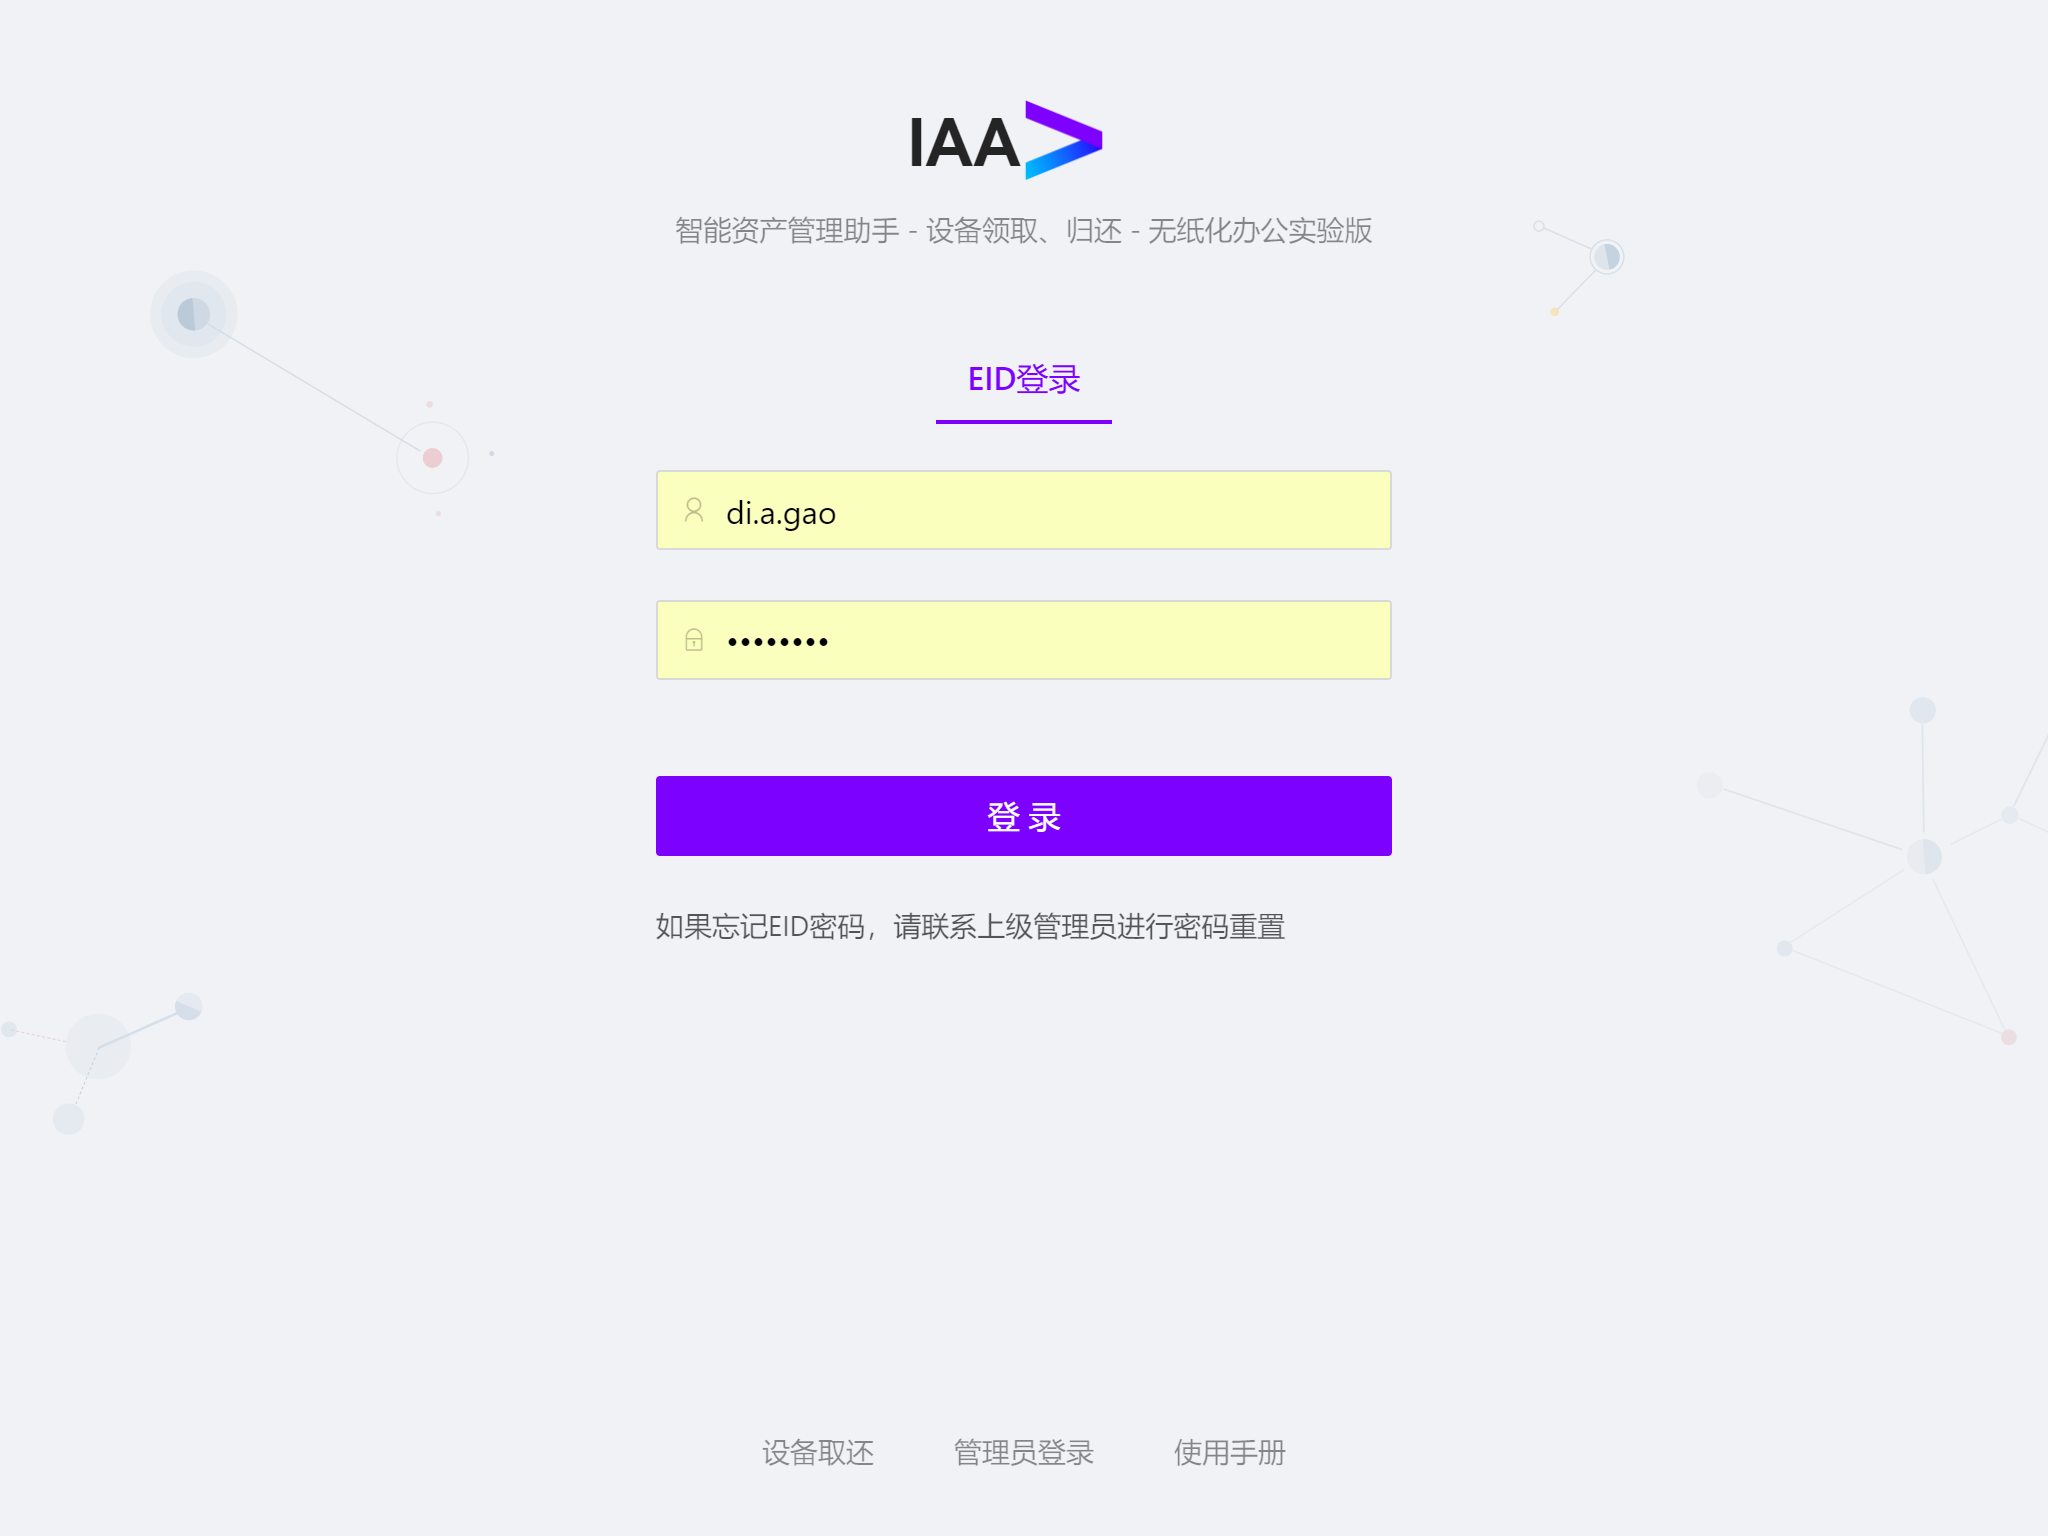 IAA
智能资产管理助手 - 设备领取、归还 - 无纸化办公实验版
EID登录
di.a.gao
••••••••
登 录
如果忘记EID密码，请联系上级管理员进行密码重置
设备取还 管理员登录 使用手册